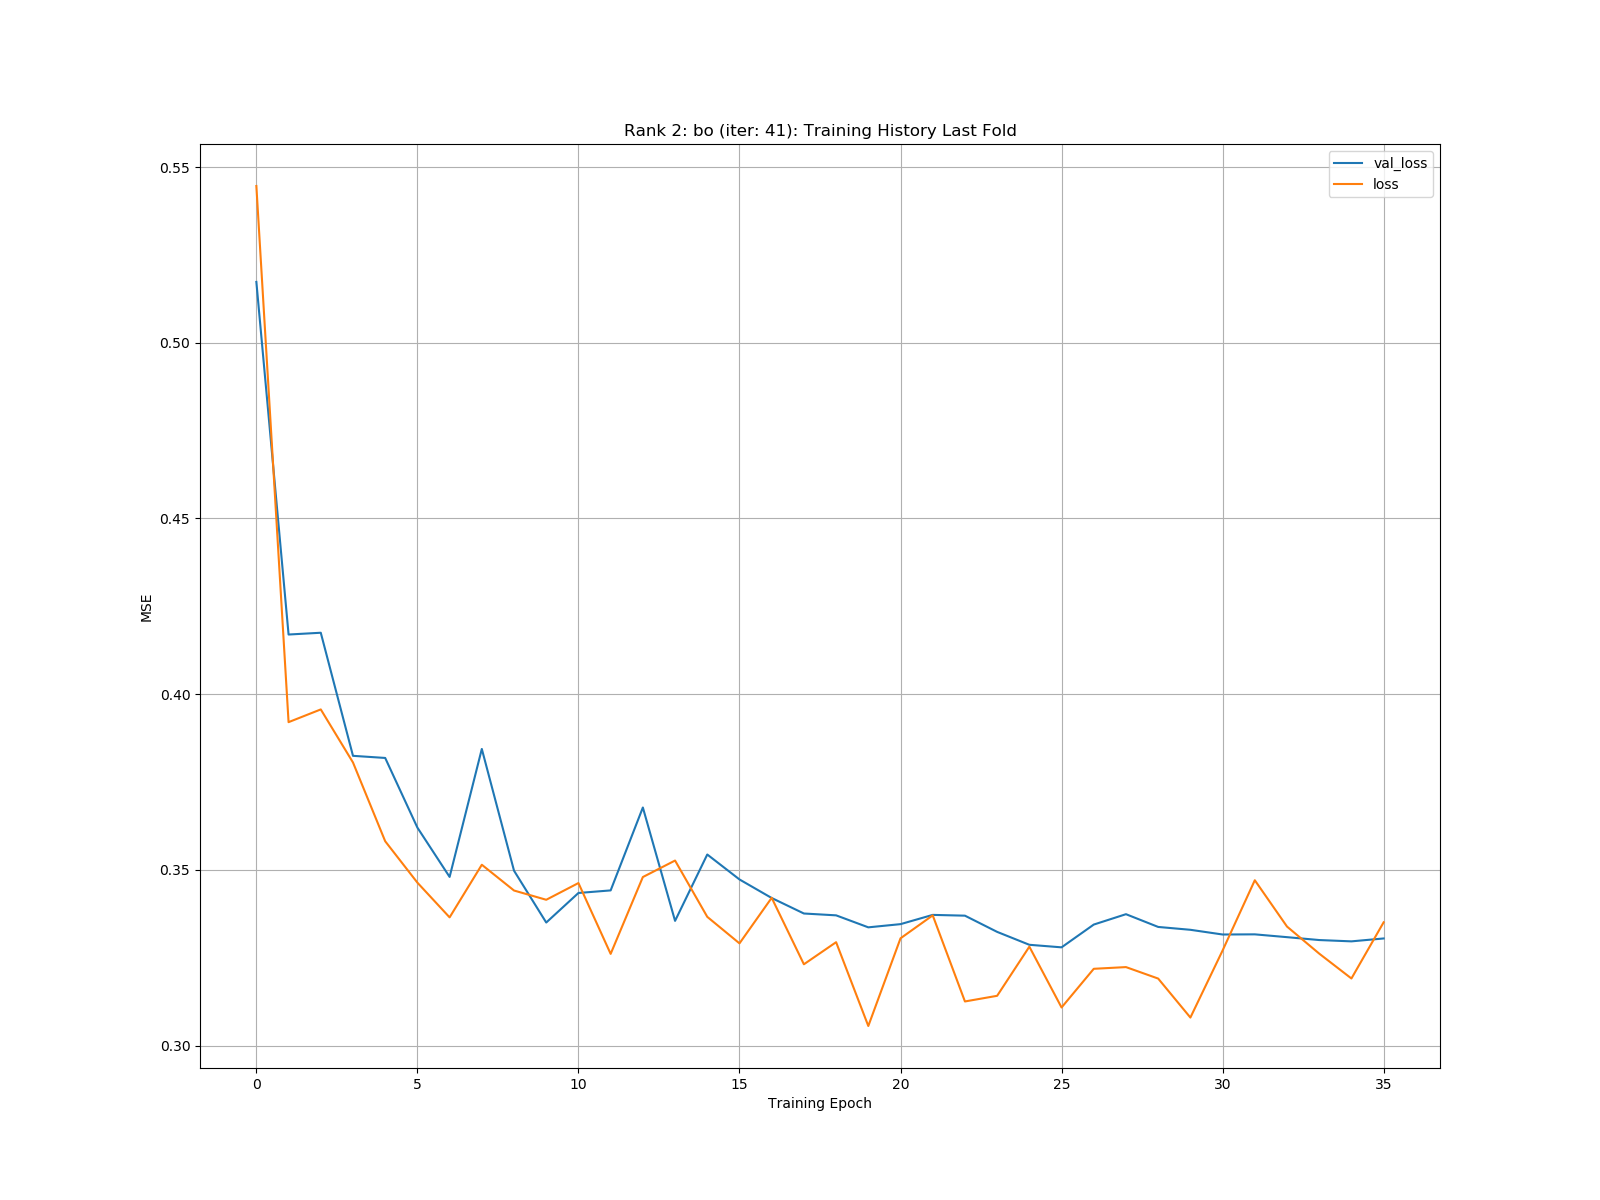 Rank 2: bo (iter: 41): Training History Last Fold
val_loss
loss
0.55
0.50
0.45
0.40
0.35
0.30
MSE
0 5 10 15 20 25 30 35
Training Epoch